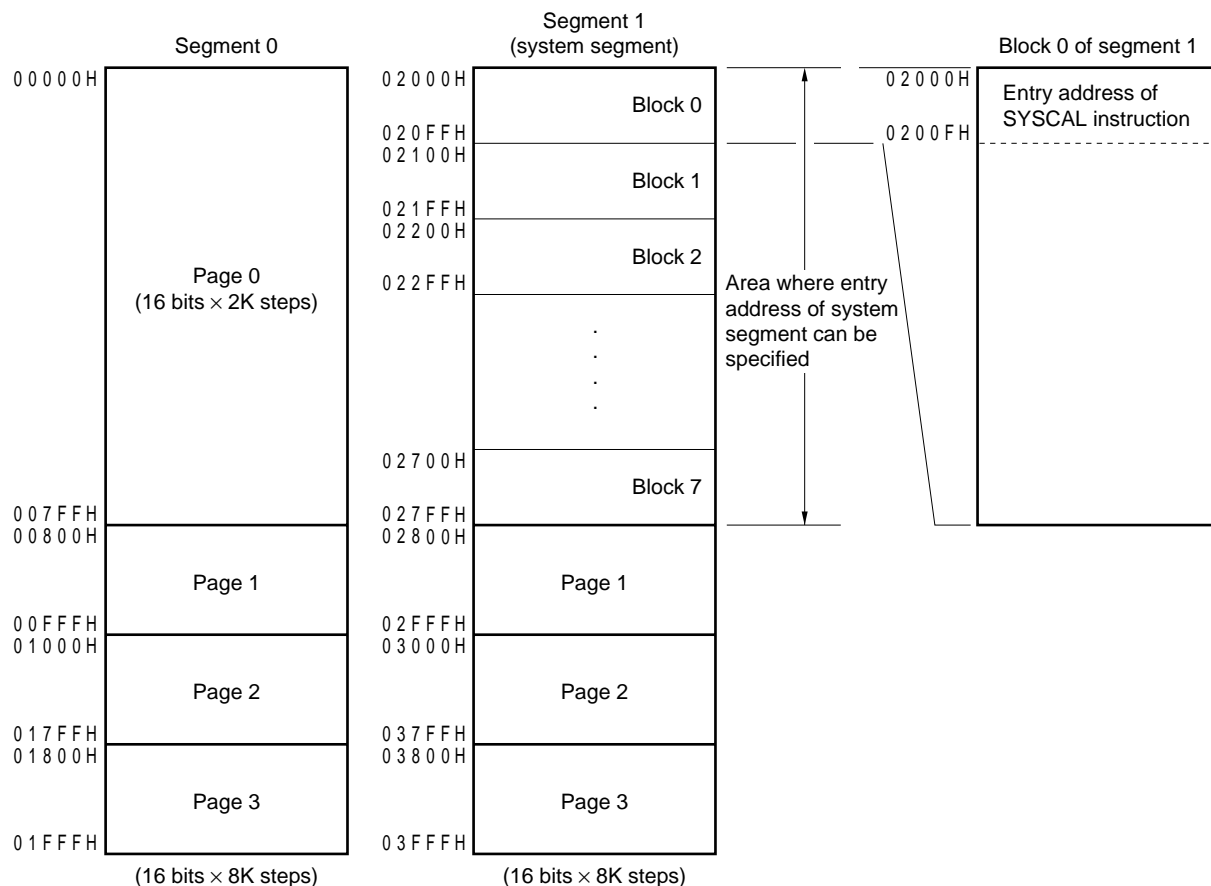 Segment 0
00000H
Page 0
(16 bits × 2K steps)
007FFH
00800H
Page 1
00FFFH
01000H
Page 2
017FFH
01800H
Page 3
01FFFH
(16 bits × 8K steps)
Segment 1
(system segment)
02000H
Block 0
020FFH
02100H
Block 1
021FFH
02200H
Block 2
022FFH
.
.
.
.
02700H
Block 7
027FFH
02800H
Page 1
02FFFH
03000H
Page 2
037FFH
03800H
Page 3
03FFFH
(16 bits × 8K steps)
Area where entry
address of system
segment can be
specified
Block 0 of segment 1
02000H
Entry address of
SYSCAL instruction
0200FH